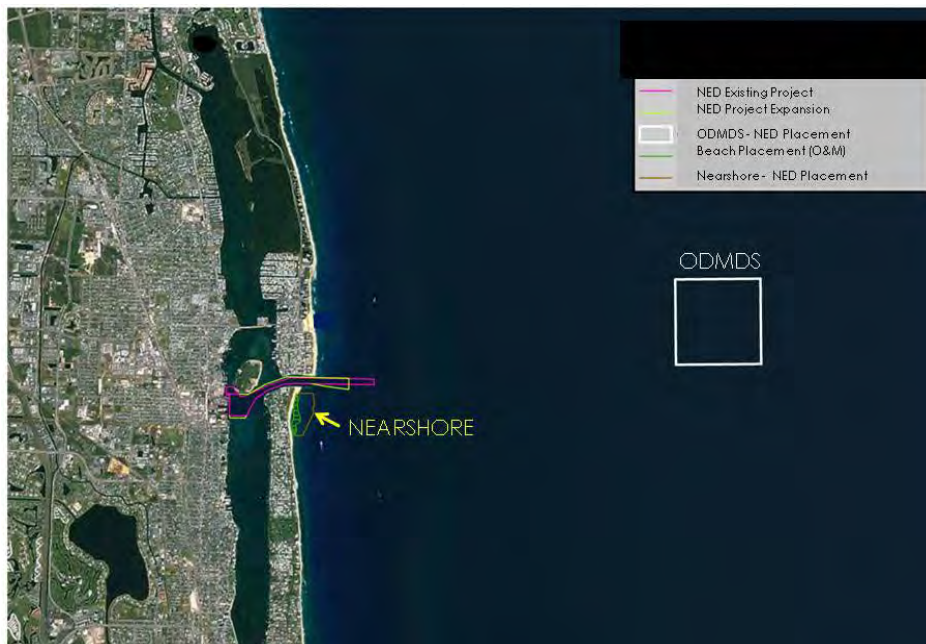 NED Existing Project
NED Project Expansion
ODMDS - NED Placement
Beach Placement (O&M)
Nearshore - NED Placement
ODMDS
NEARSHORE